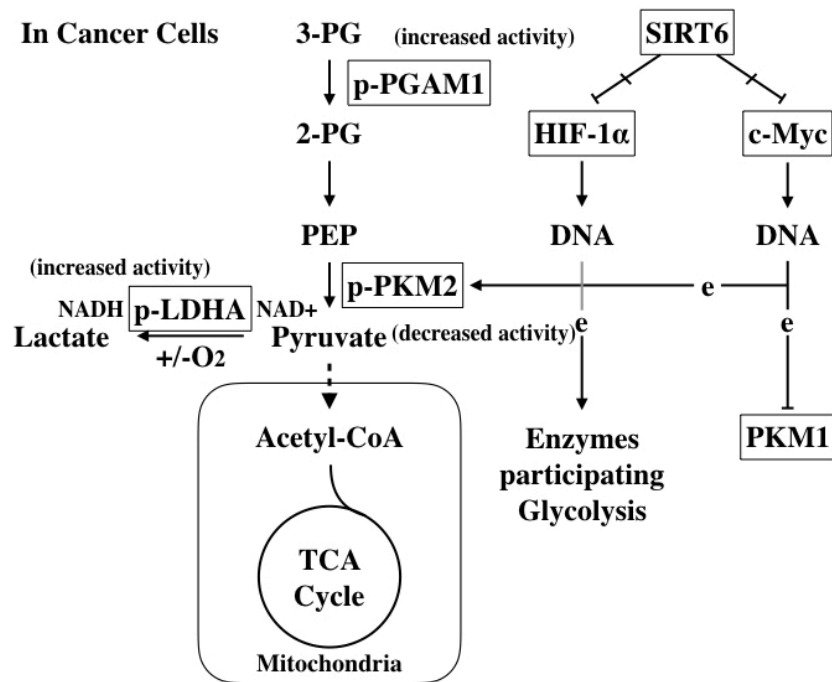 In Cancer Cells
3-PG
(increased activity)
SIRT6
p-PGAM1
2-PG
HIF-1α
c-Myc
PEP
DNA
DNA
(increased activity)
p-PKM2
e
NADH
p-LDHA
NAD+
Lactate
Pyruvate
(decreased activity)
e
e
+/-O2
Acetyl-CoA
Enzymes
participating
Glycolysis
PKM1
TCA
Cycle
Mitochondria